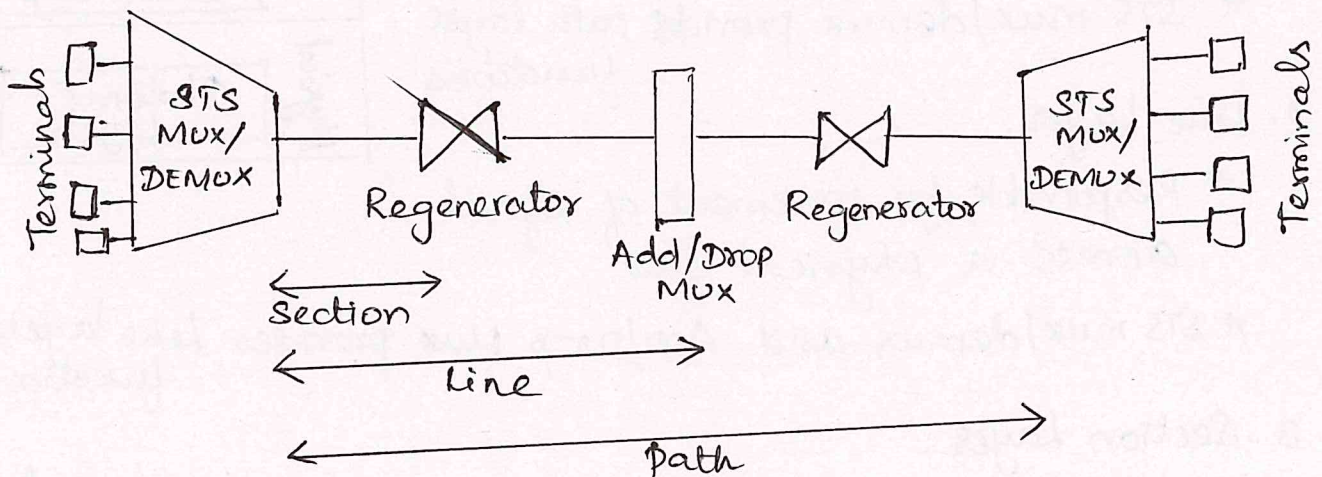 Terminals
STS
MUX/
DEMUX
Regenerator
Add/Drop
MUX
Regenerator
STS
MUX/
DEMUX
Terminals
Section
Line
Path